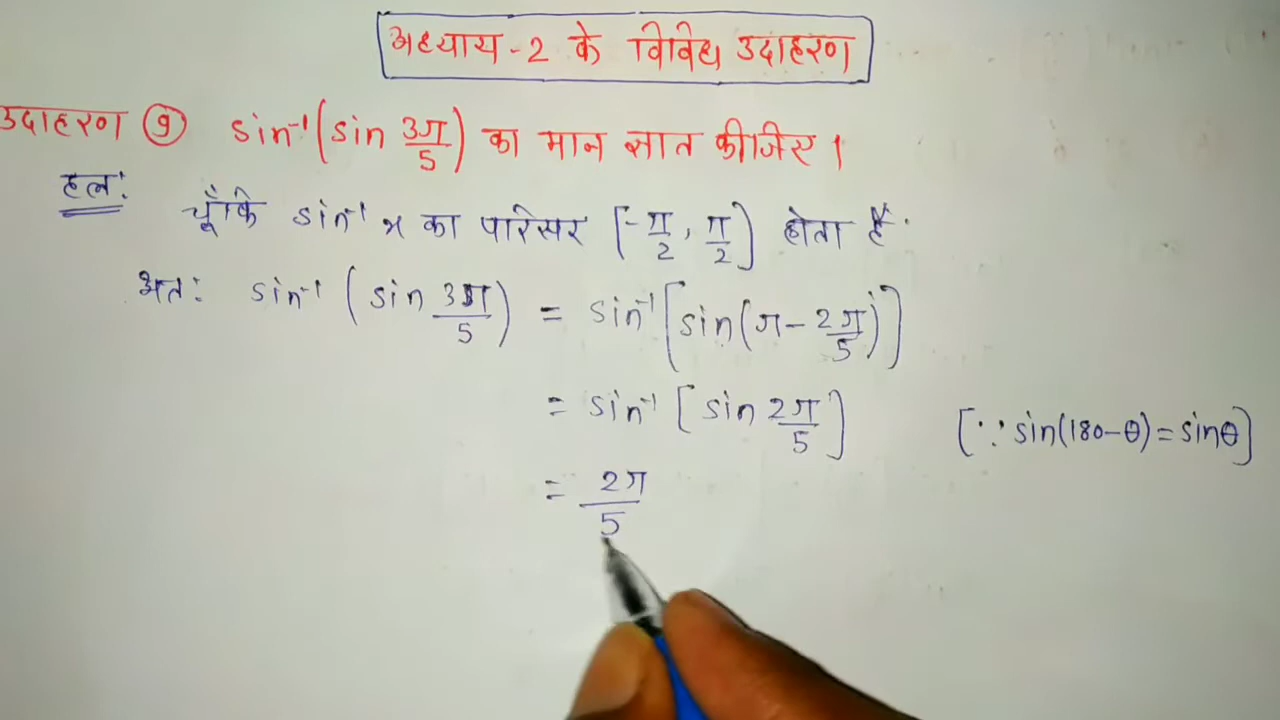 अध्याय-2 के विविध उदाहरण
उदाहरण ⑨ sin⁻¹(sin 3π/5) का मान ज्ञात कीजिए।
हल:
चूँकि sin⁻¹ x का परिसर [-π/2, π/2] होता है
अतः sin⁻¹(sin 3π/5) = sin⁻¹[sin(π-2π/5)]
= sin⁻¹[sin 2π/5] [∵ sin(180-θ)=sinθ]
= 2π/5